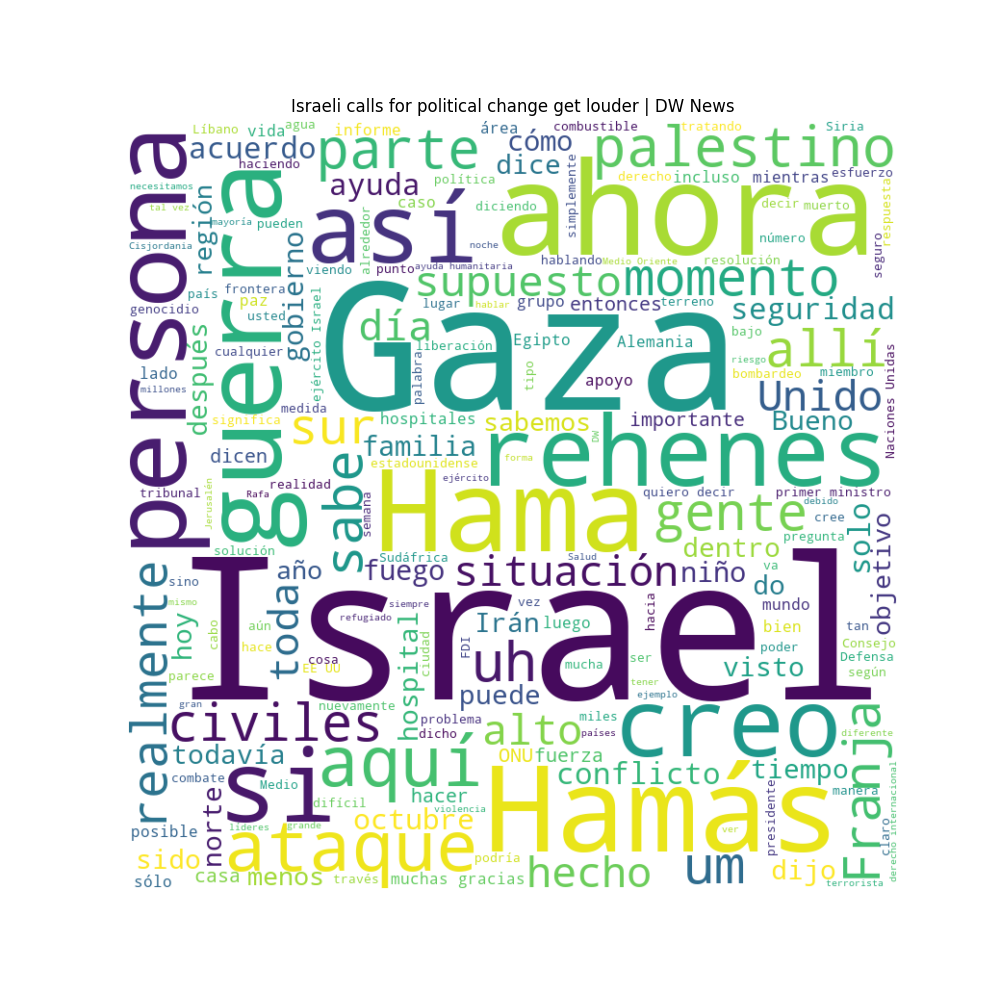 Israeli calls for political change get louder | DW News
Líbano
vida
agua
informe
área
cómo
combustible
tratando
Siria
acuerdo
haciendo
parte
dice
palestino
persona
necesitamos
tal vez
mayoría
Cisjordania
región
pueden
guerra
ayuda
política
caso
diciendo
así
alrededor
simplemente
ahora
derecho
incluso
mientras
esfuerzo
decir
muerto
respuesta
número
seguro
noche
hablando
Medio Oriente
resolución
viendo
punto
ayuda humanitaria
supuesto
momento
país
frontera
paz
usted
genocidio
gobierno
ejército Israel
Gaza
lugar
hablar
grupo
entonces
terreno
seguridad
día
liberación
Egipto
Alemania
bajo
allí
cualquier
después
lado
millones
palabra
tipo
apoyo
riesgo
bombardeo
miembro
Naciones Unidas
medida
significa
sur
hospitales
sabemos
DW
importante
Unido
Bueno
dicen
familia
rehenes
estadounidense
forma
realidad
tribunal
Rafa
Jerusalén
semana
sabe
Hama
ejército
quiero decir
primer ministro
debido
gente
cree
pregunta
solo
objetivo
solución
Sudáfrica
Salud
dentro
va
sino
año
fuego
situación
niño
do
mundo
tan
realmente
mismo
hoy
cabo
aún
hace
toda
siempre
refugiado
Israel
vez
hacia
Irán
luego
bien
Consejo
Defensa
según
parece
cosa
EE UU
hospital
ciudad
FDI
uh
mucha
ser
tener
ejemplo
poder
visto
gran
nuevamente
puede
civiles
problema
dicho
alto
miles
países
creo
diferente
Franja
todavía
aquí
ONU
fuerza
conflicto
tiempo
combate
si
Medio
difícil
hacer
violencia
Hamás
manera
derecho internacional
posible
norte
líderes
grande
octubre
ver
presidente
claro
sido
ataque
podría
sólo
casa
menos
través
muchas gracias
hecho
um
dijo
terrorista